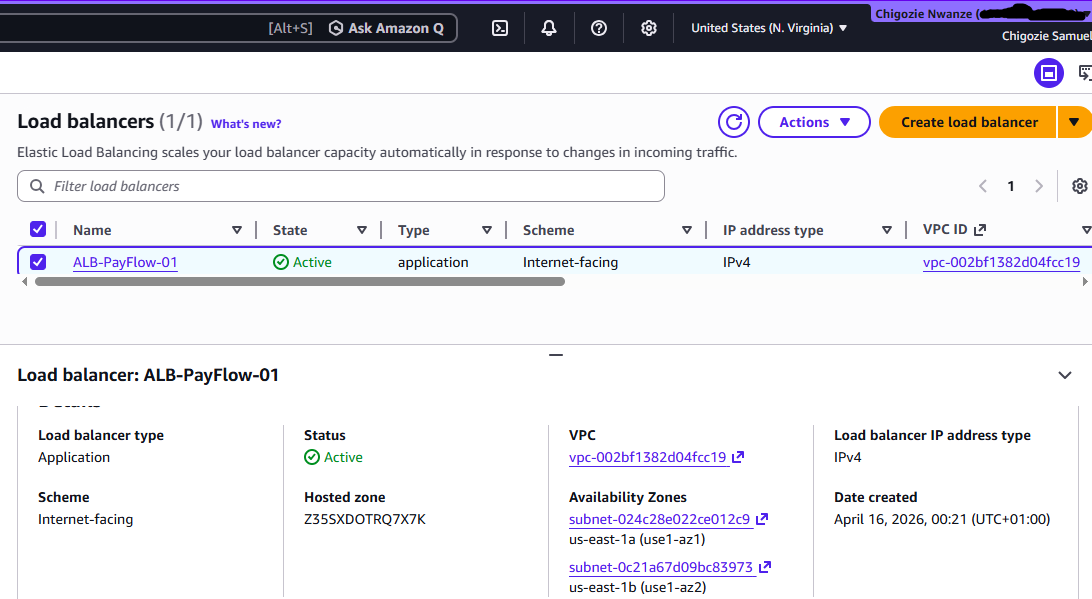 [Alt+S] Ask Amazon Q United States (N. Virginia) Chigozie Nwanze (
Chigozie Samuel
Load balancers (1/1) What's new? Actions Create load balancer
Elastic Load Balancing scales your load balancer capacity automatically in response to changes in incoming traffic.
Filter load balancers 1
Name State Type Scheme IP address type VPC ID
ALB-PayFlow-01 Active application Internet-facing IPv4 vpc-002bf1382d04fcc19
Load balancer: ALB-PayFlow-01
Details
Load balancer type Status VPC Load balancer IP address type
Application Active vpc-002bf1382d04fcc19 IPv4
Scheme Hosted zone Availability Zones Date created
Internet-facing Z35SXDOTRQ7X7K subnet-024c28e022ce012c9 April 16, 2026, 00:21 (UTC+01:00)
us-east-1a (use1-az1)
subnet-0c21a67d09bc83973
us-east-1b (use1-az2)